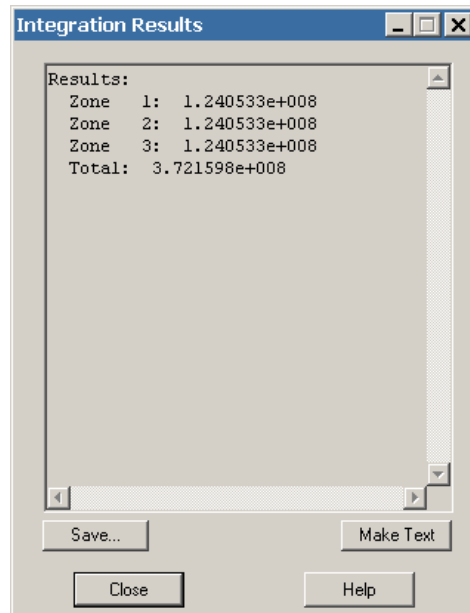 Integration Results
Results:
Zone 1: 1.240533e+008
Zone 2: 1.240533e+008
Zone 3: 1.240533e+008
Total: 3.721598e+008
Save...
Make Text
Close
Help